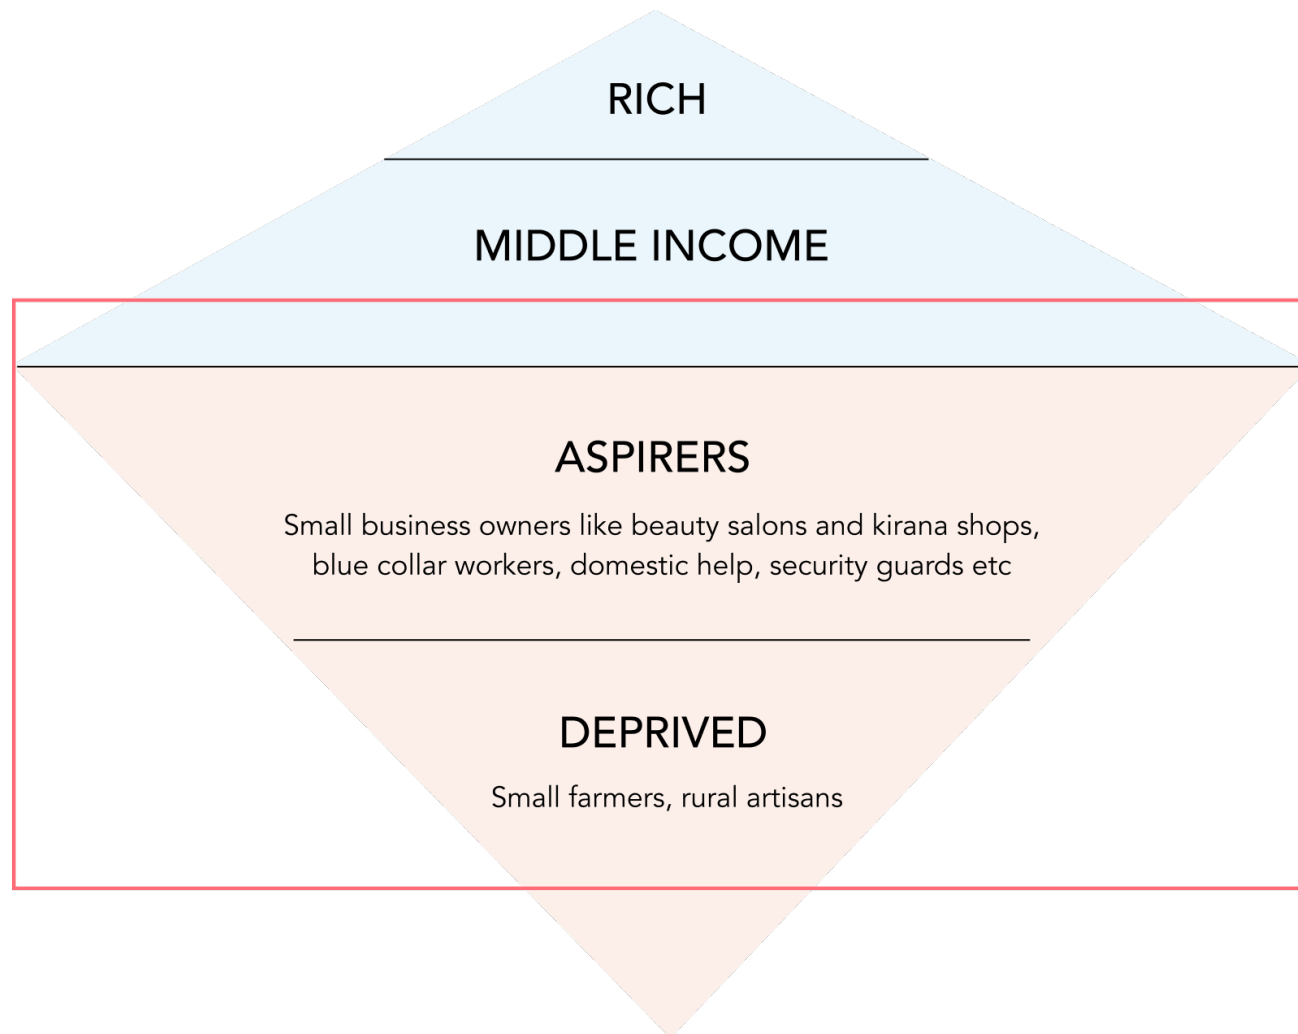 RICH
MIDDLE INCOME
ASPIRERS
Small business owners like beauty salons and kirana shops,
blue collar workers, domestic help, security guards etc
DEPRIVED
Small farmers, rural artisans